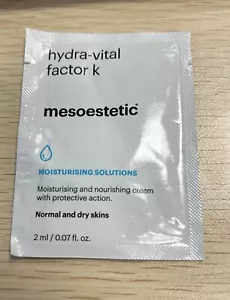 hydra-vital
factor k
mesoestetic®
MOISTURISING SOLUTIONS
Moisturising and nourishing cream
with protective action.
Normal and dry skins
2 ml / 0.07 fl. oz.